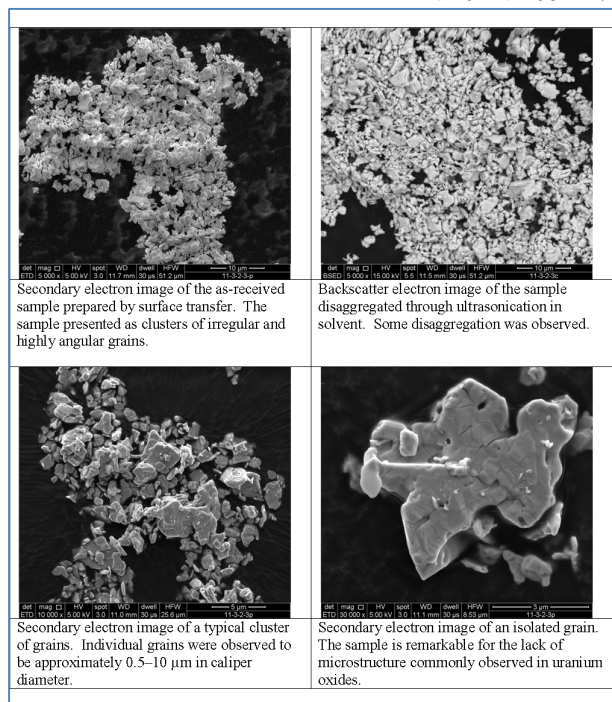 det mag HV spot WD dwell HFW 10 µm
ETD 5 000 x 5.00 kV 3.0 11.7 mm 30 µs 51.2 µm 11-3-2-3-p
Secondary electron image of the as-received
sample prepared by surface transfer. The
sample presented as clusters of irregular and
highly angular grains.
det mag HV spot WD dwell HFW 10 µm
BSED 5 000 x 15.00 kV 5.5 11.5 mm 30 µs 51.2 µm 11-3-2-3c
Backscatter electron image of the sample
disaggregated through ultrasonication in
solvent. Some disaggregation was observed.
det mag HV spot WD dwell HFW 5 µm
ETD 10 000 x 5.00 kV 3.0 11.0 mm 30 µs 25.6 µm 11-3-2-2p
Secondary electron image of a typical cluster
of grains. Individual grains were observed to
be approximately 0.5–10 µm in caliper
diameter.
det mag HV spot WD dwell HFW 3 µm
ETD 30 000 x 5.00 kV 3.0 11.1 mm 30 µs 8.53 µm 11-3-2-2p
Secondary electron image of an isolated grain.
The sample is remarkable for the lack of
microstructure commonly observed in uranium
oxides.